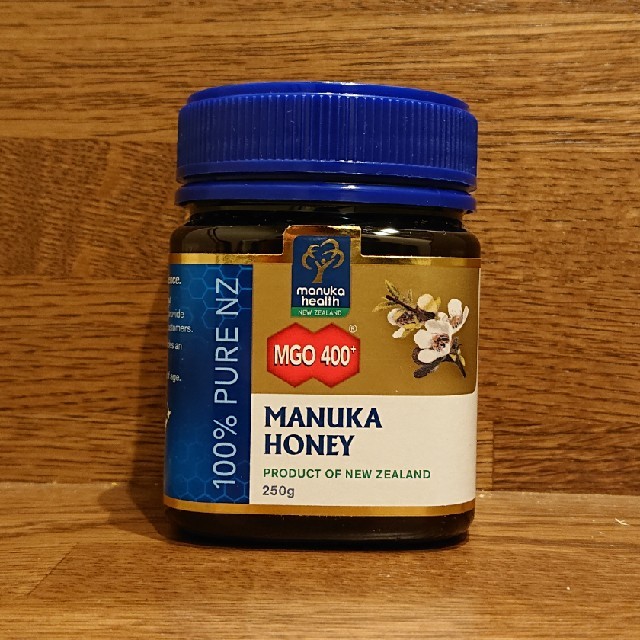 manuka
health
NEW ZEALAND
MGO 400+
®
MANUKA
HONEY
PRODUCT OF NEW ZEALAND
250g
100% PURE NZ